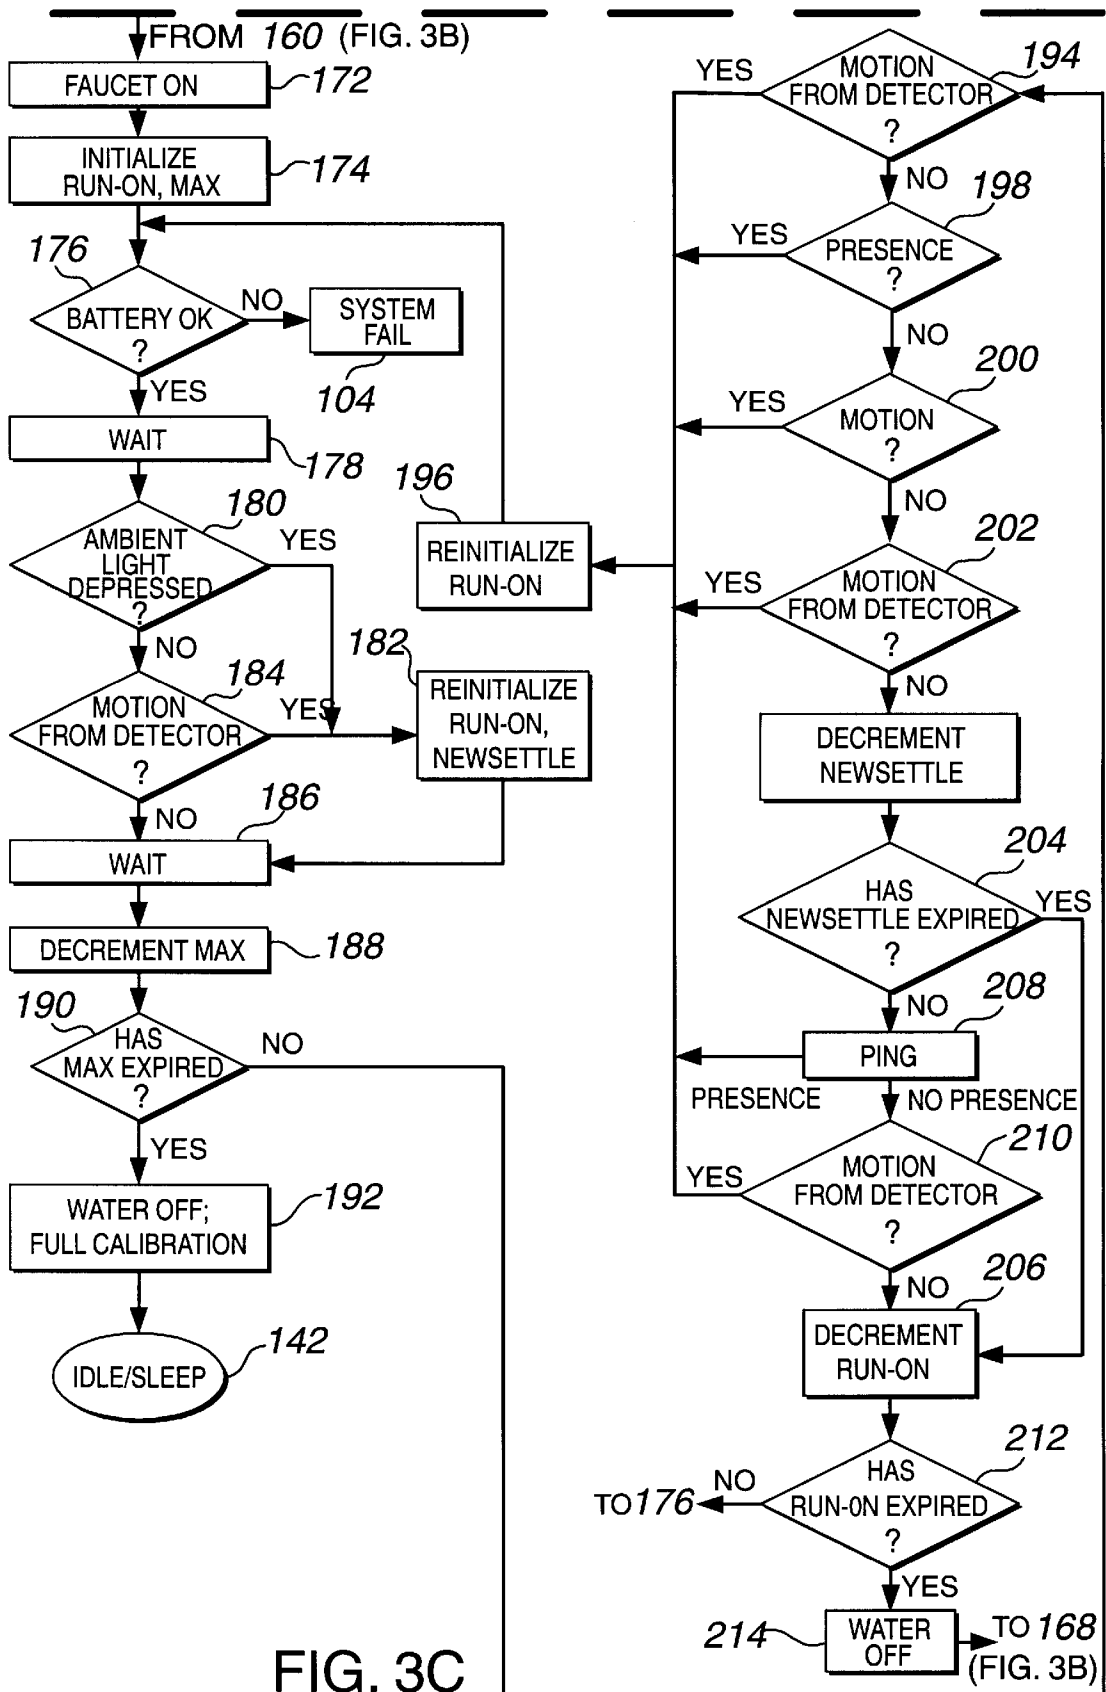 FROM 160 (FIG. 3B)
FAUCET ON
172
INITIALIZE
RUN-ON, MAX
174
176
BATTERY OK
?
NO
SYSTEM
FAIL
104
YES
WAIT
178
180
AMBIENT
LIGHT
DEPRESSED
?
YES
NO
184
MOTION
FROM DETECTOR
?
YES
182
REINITIALIZE
RUN-ON,
NEWSETTLE
NO
186
WAIT
DECREMENT MAX
188
190
HAS
MAX EXPIRED
?
NO
YES
WATER OFF;
FULL CALIBRATION
192
IDLE/SLEEP
142
196
REINITIALIZE
RUN-ON
YES
MOTION
FROM DETECTOR
?
194
NO
198
YES
PRESENCE
?
NO
200
YES
MOTION
?
NO
202
YES
MOTION
FROM DETECTOR
?
NO
DECREMENT
NEWSETTLE
204
HAS
NEWSETTLE EXPIRED
?
YES
NO
208
PING
PRESENCE
NO PRESENCE
210
YES
MOTION
FROM DETECTOR
?
NO
206
DECREMENT
RUN-ON
212
HAS
RUN-0N EXPIRED
?
NO
TO 176
YES
214
WATER
OFF
TO 168
(FIG. 3B)
FIG. 3C